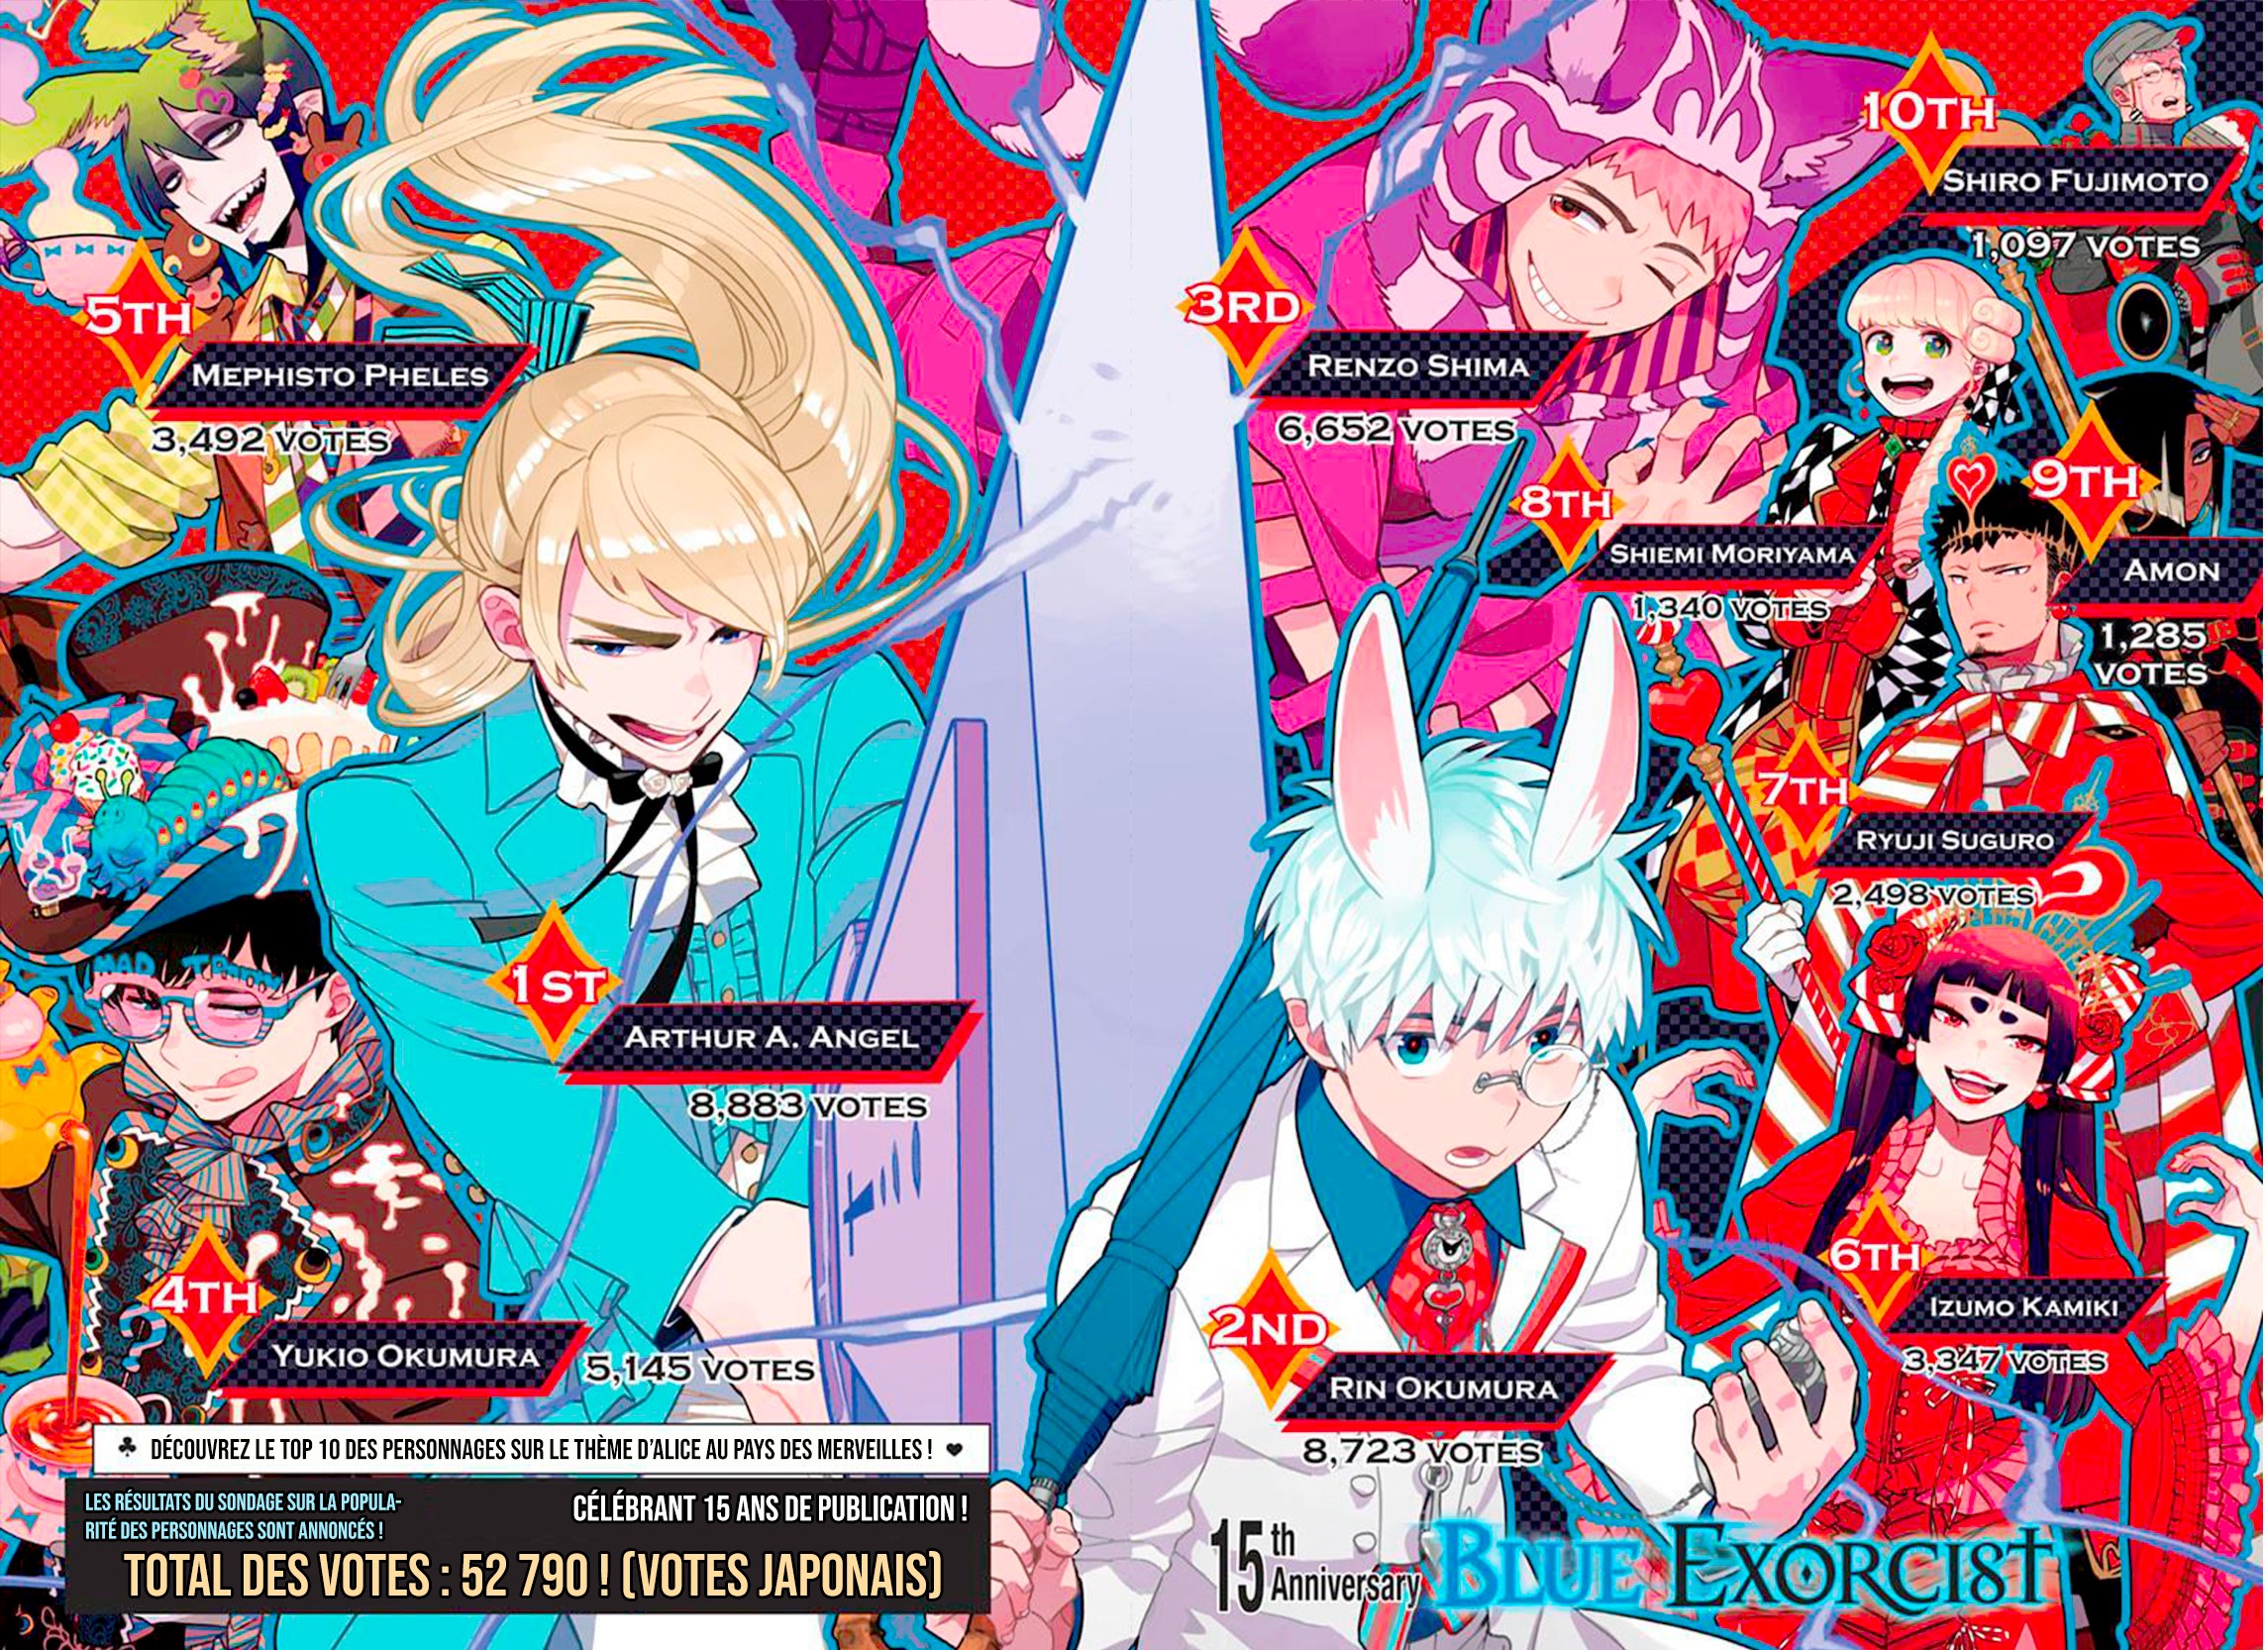 5TH
MEPHISTO PHELES
3,492 VOTES
1ST
ARTHUR A. ANGEL
8,883 VOTES
4TH
YUKIO OKUMURA
5,145 VOTES
3RD
RENZO SHIMA
6,652 VOTES
10TH
SHIRO FUJIMOTO
1,097 VOTES
8TH
SHIEMI MORIYAMA
1,340 VOTES
9TH
AMON
1,285
VOTES
7TH
RYUJI SUGURO
2,498 VOTES
6TH
IZUMO KAMIKI
3,347 VOTES
2ND
RIN OKUMURA
8,723 VOTES
♣ DÉCOUVREZ LE TOP 10 DES PERSONNAGES SUR LE THÈME D'ALICE AU PAYS DES MERVEILLES ! ♥
LES RÉSULTATS DU SONDAGE SUR LA POPULA-
RITÉ DES PERSONNAGES SONT ANNONCÉS !
CÉLÉBRANT 15 ANS DE PUBLICATION !
TOTAL DES VOTES : 52 790 ! (VOTES JAPONAIS)
15th Anniversary BLUE EXORCIST